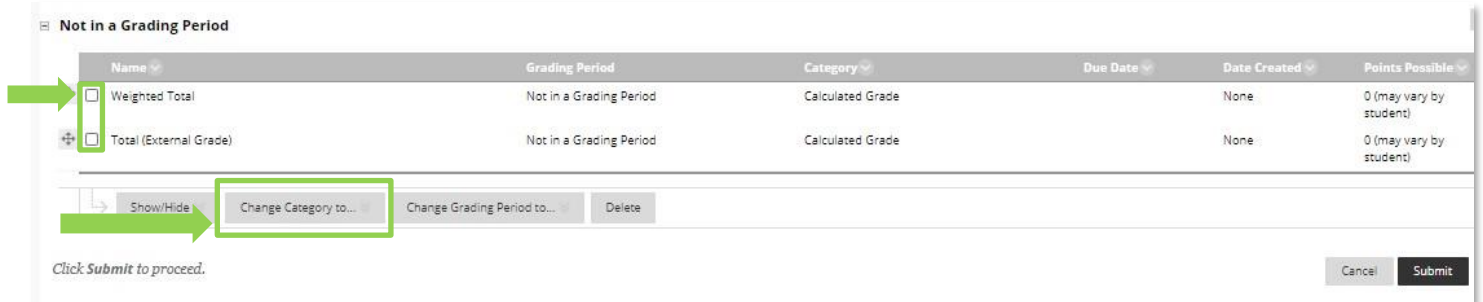 Not in a Grading Period
Name Grading Period Category Due Date Date Created Points Possible
Weighted Total Not in a Grading Period Calculated Grade None 0 (may vary by
student)
Total (External Grade) Not in a Grading Period Calculated Grade None 0 (may vary by
student)
Show/Hide Change Category to... Change Grading Period to... Delete
Click Submit to proceed. Cancel Submit